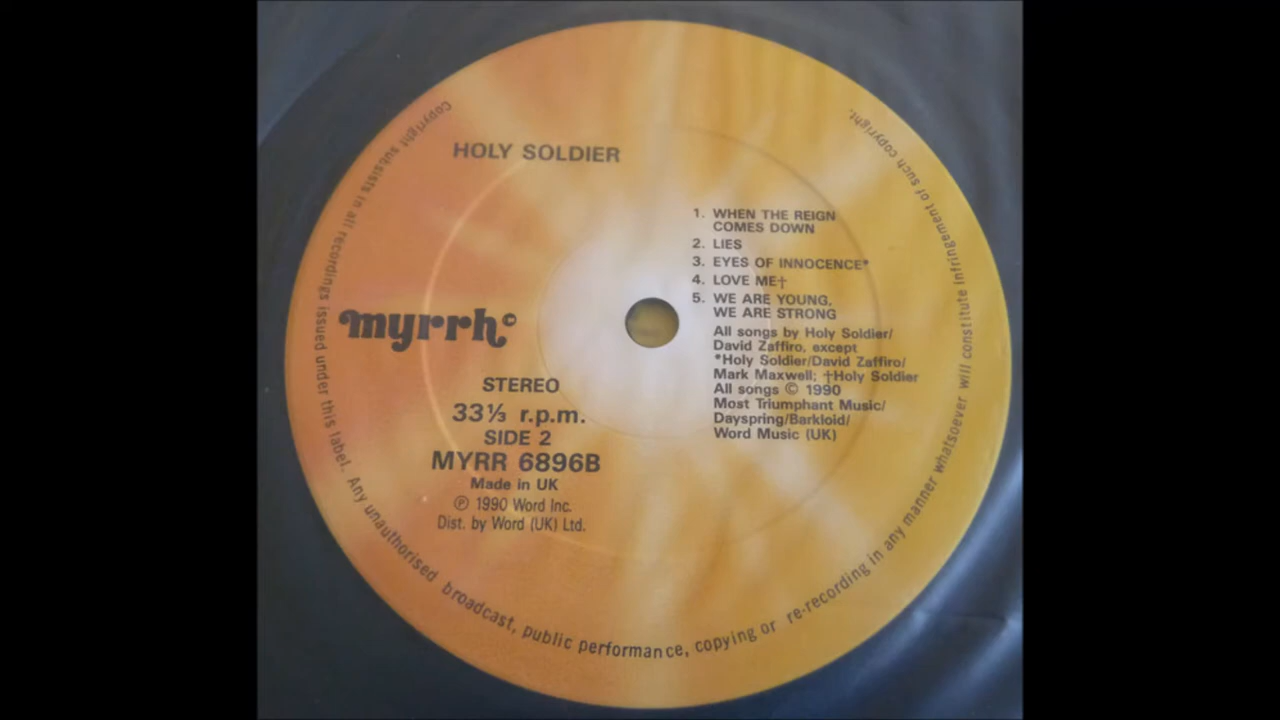 HOLY SOLDIER
1. WHEN THE REIGN
COMES DOWN
2. LIES
3. EYES OF INNOCENCE*
4. LOVE ME†
5. WE ARE YOUNG,
WE ARE STRONG
All songs by Holy Soldier/
David Zaffiro, except
*Holy Soldier/David Zaffiro/
Mark Maxwell; †Holy Soldier
All songs © 1990
Most Triumphant Music/
Dayspring/Barkloid/
Word Music (UK)
myrrh©
STEREO
33⅓ r.p.m.
SIDE 2
MYRR 6896B
Made in UK
℗ 1990 Word Inc.
Dist. by Word (UK) Ltd.
Copyright subsists in all recordings issued under this label. Any unauthorised broadcast, public performance, copying or re-recording in any manner whatsoever will constitute infringement of such copyright.